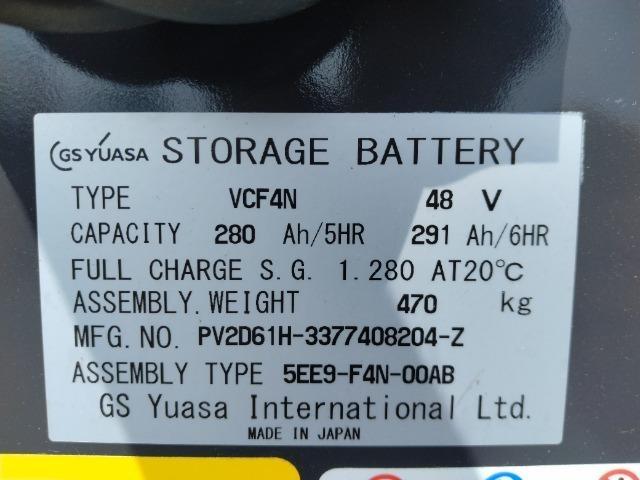 GS YUASA STORAGE BATTERY
TYPE VCF4N 48 V
CAPACITY 280 Ah/5HR 291 Ah/6HR
FULL CHARGE S.G. 1.280 AT20℃
ASSEMBLY.WEIGHT 470 kg
MFG.NO. PV2D61H-3377408204-Z
ASSEMBLY TYPE 5EE9-F4N-00AB
GS Yuasa International Ltd.
MADE IN JAPAN